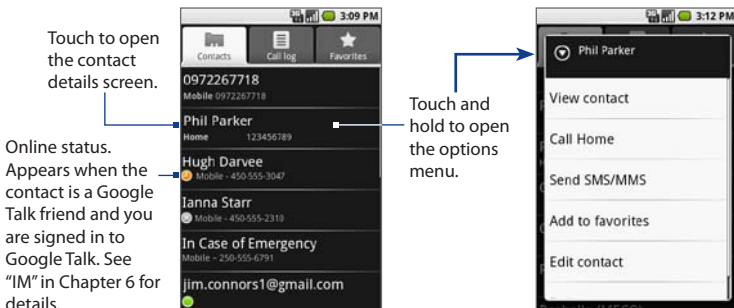 Touch to open
the contact
details screen.
Online status.
Appears when the
contact is a Google
Talk friend and you
are signed in to
Google Talk. See
“IM” in Chapter 6 for
details.
3G
3:09 PM
Contacts
Call log
Favorites
0972267718
Mobile 0972267718
Phil Parker
Home 123456789
Hugh Darvee
Mobile - 450-555-3047
Ianna Starr
Mobile - 450-555-2310
In Case of Emergency
Mobile - 250-555-6791
jim.connors1@gmail.com
Touch and
hold to open
the options
menu.
3G
3:12 PM
Phil Parker
View contact
Call Home
Send SMS/MMS
Add to favorites
Edit contact